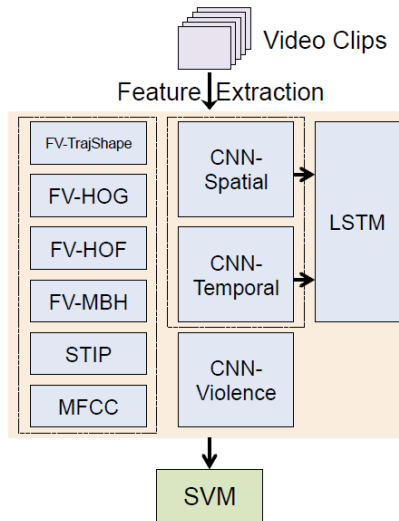 Video Clips
Feature Extraction
FV-TrajShape
FV-HOG
FV-HOF
FV-MBH
STIP
MFCC
CNN-
Spatial
CNN-
Temporal
CNN-
Violence
LSTM
SVM